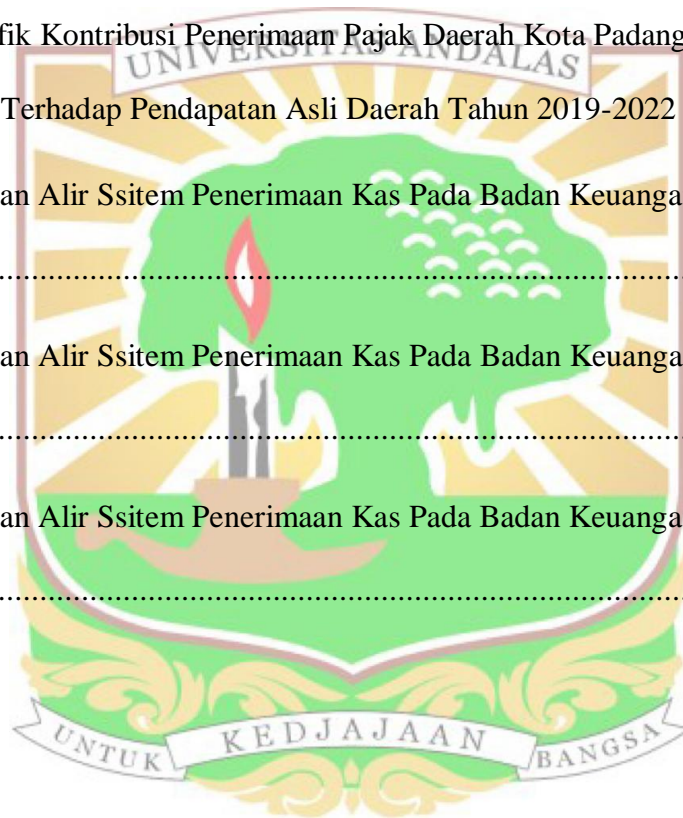 fik Kontribusi Penerimaan Pajak Daerah Kota Padang
UNIVERSITAS ANDALAS
Terhadap Pendapatan Asli Daerah Tahun 2019-2022
an Alir Ssitem Penerimaan Kas Pada Badan Keuanga
................................................................................
an Alir Ssitem Penerimaan Kas Pada Badan Keuanga
................................................................................
an Alir Ssitem Penerimaan Kas Pada Badan Keuanga
................................................................................
UNTUK KEDJAJAAN BANGSA